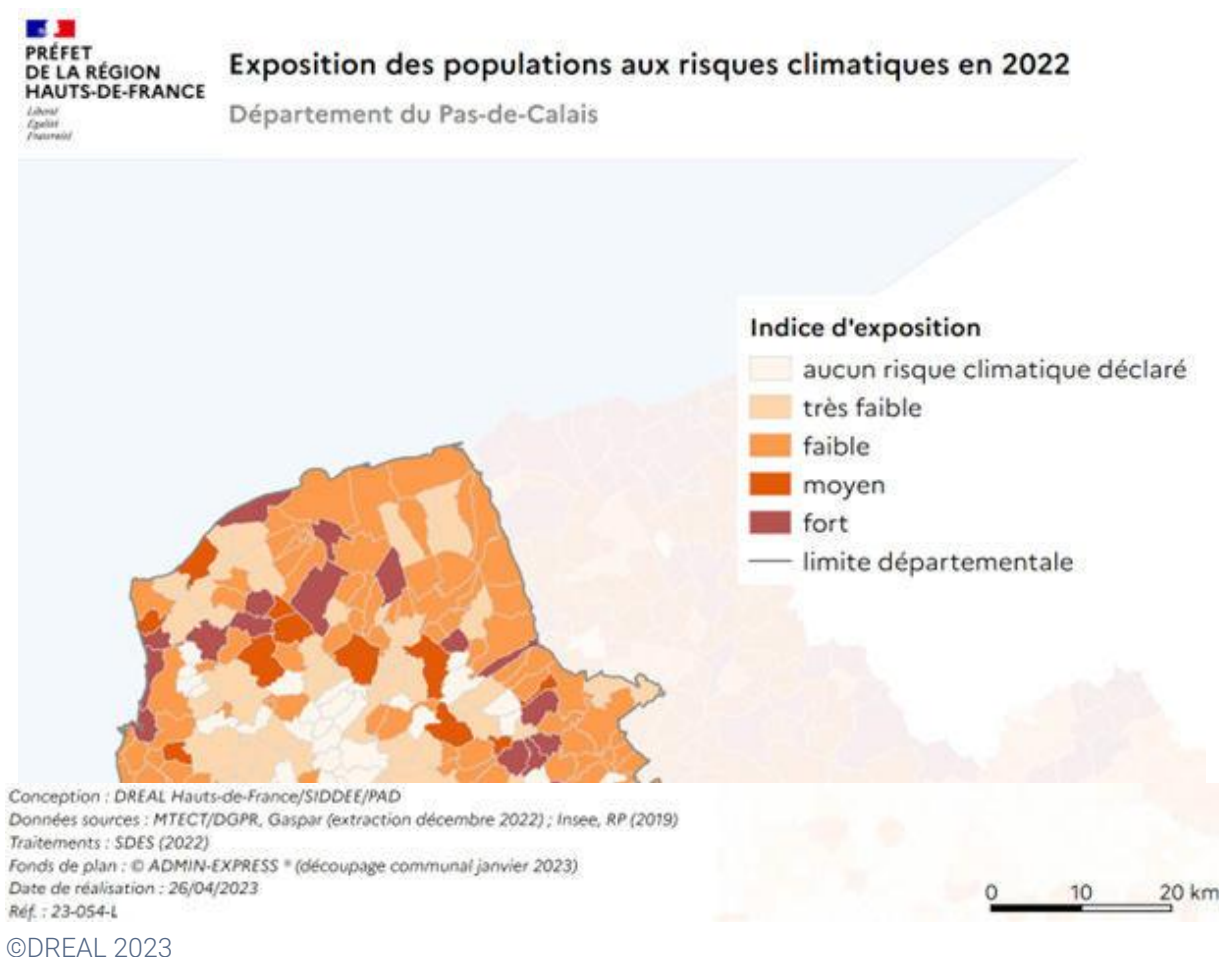 PRÉFET
DE LA RÉGION
HAUTS-DE-FRANCE
Liberté
Égalité
Fraternité
Exposition des populations aux risques climatiques en 2022
Département du Pas-de-Calais
Indice d'exposition
aucun risque climatique déclaré
très faible
faible
moyen
fort
limite départementale
Conception : DREAL Hauts-de-France/SIDDEE/PAD
Données sources : MTECT/DGPR, Gaspar (extraction décembre 2022) ; Insee, RP (2019)
Traitements : SDES (2022)
Fonds de plan : © ADMIN-EXPRESS ® (découpage communal janvier 2023)
Date de réalisation : 26/04/2023
Réf. : 23-054-L
0 10 20 km
©DREAL 2023